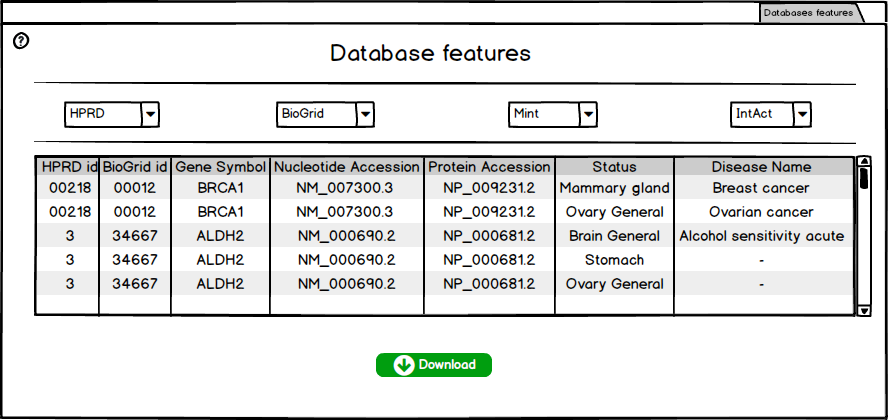 Databases features
?
Database features
HPRD BioGrid Mint IntAct
HPRD id BioGrid id Gene Symbol Nucleotide Accession Protein Accession Status Disease Name
00218 00012 BRCA1 NM_007300.3 NP_009231.2 Mammary gland Breast cancer
00218 00012 BRCA1 NM_007300.3 NP_009231.2 Ovary General Ovarian cancer
3 34667 ALDH2 NM_000690.2 NP_000681.2 Brain General Alcohol sensitivity acute
3 34667 ALDH2 NM_000690.2 NP_000681.2 Stomach -
3 34667 ALDH2 NM_000690.2 NP_000681.2 Ovary General -
Download